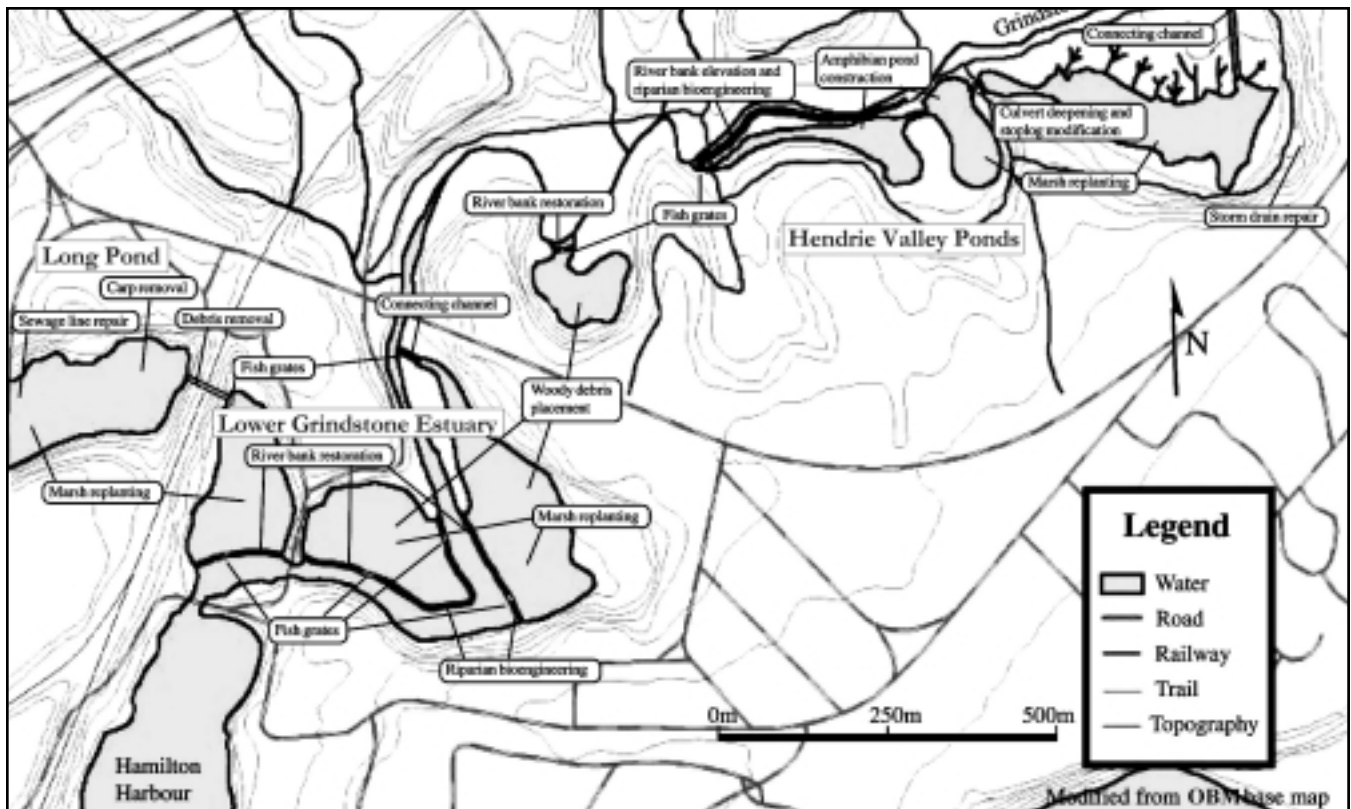 Grindsto
Connecting channel
River bank elevation and
riparian bioengineering
Amphibian pond
construction
Culvert deepening and
stoplog modification
Marsh replanting
River bank restoration
Fish grates
Storm drain repair
Hendrie Valley Ponds
Long Pond
Carp removal
Sewage line repair
Debris removal
Connecting channel
N
Fish grates
Woody debris
placement
Lower Grindstone Estuary
River bank restoration
Marsh replanting
Marsh replanting
Legend
Water
Road
Railway
Trail
Topography
Fish grates
Riparian bioengineering
0m
250m
500m
Hamilton
Harbour
Modified from OBM base map